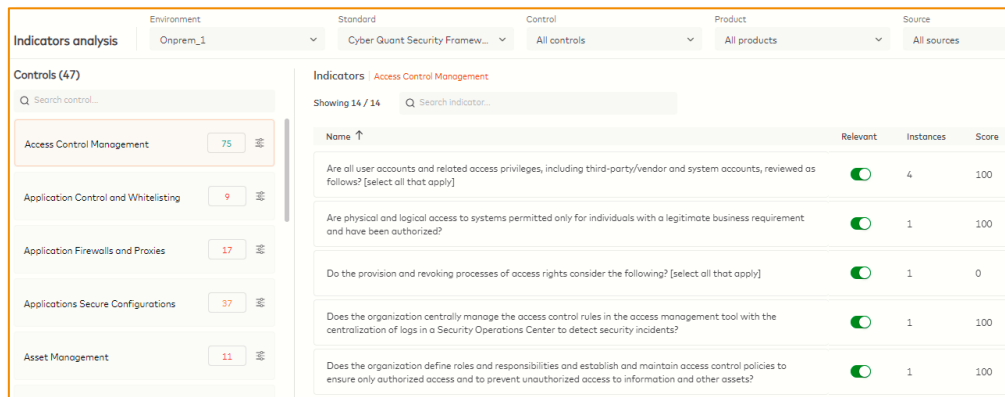 Environment
Standard
Control
Product
Source
Indicators analysis
Onprem_1
Cyber Quant Security Framew...
All controls
All products
All sources
Controls (47)
Search control...
Access Control Management 75
Application Control and Whitelisting 9
Application Firewalls and Proxies 17
Applications Secure Configurations 37
Asset Management 11
Indicators | Access Control Management
Showing 14 / 14
Search indicator...
Name ↑ Relevant Instances Score
Are all user accounts and related access privileges, including third-party/vendor and system accounts, reviewed as
follows? [select all that apply]
4 100
Are physical and logical access to systems permitted only for individuals with a legitimate business requirement
and have been authorized?
1 100
Do the provision and revoking processes of access rights consider the following? [select all that apply]
1 0
Does the organization centrally manage the access control rules in the access management tool with the
centralization of logs in a Security Operations Center to detect security incidents?
1 100
Does the organization define roles and responsibilities and establish and maintain access control policies to
ensure only authorized access and to prevent unauthorized access to information and other assets?
1 100